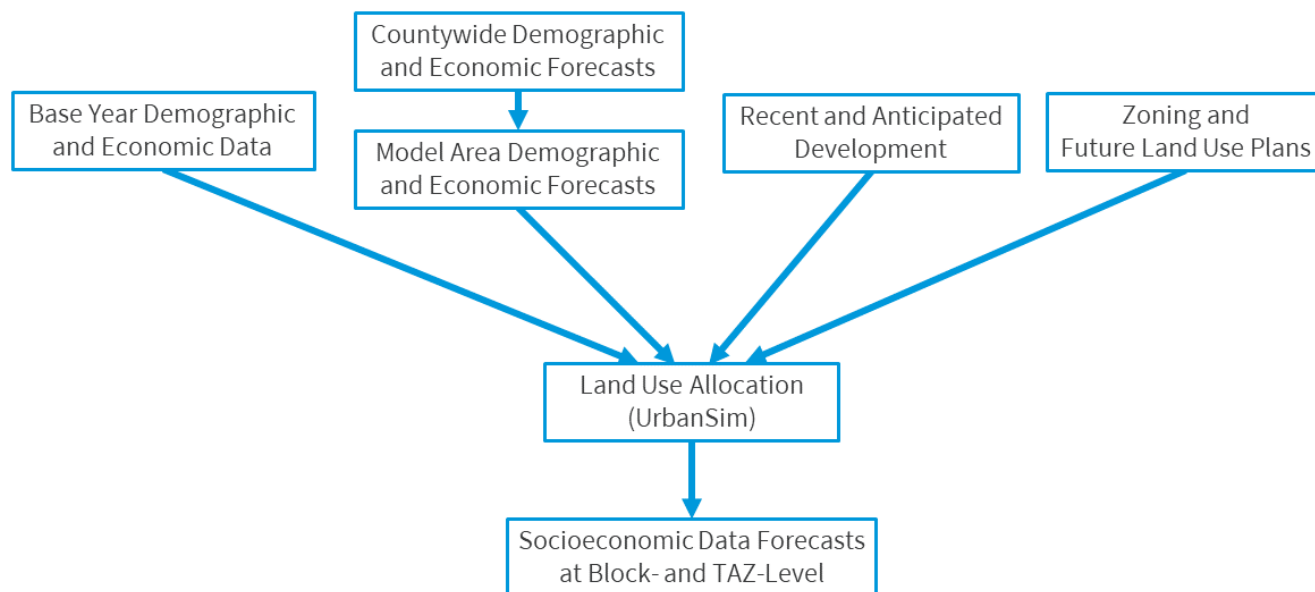 Countywide Demographic
and Economic Forecasts
Base Year Demographic
and Economic Data
Model Area Demographic
and Economic Forecasts
Recent and Anticipated
Development
Zoning and
Future Land Use Plans
Land Use Allocation
(UrbanSim)
Socioeconomic Data Forecasts
at Block- and TAZ-Level